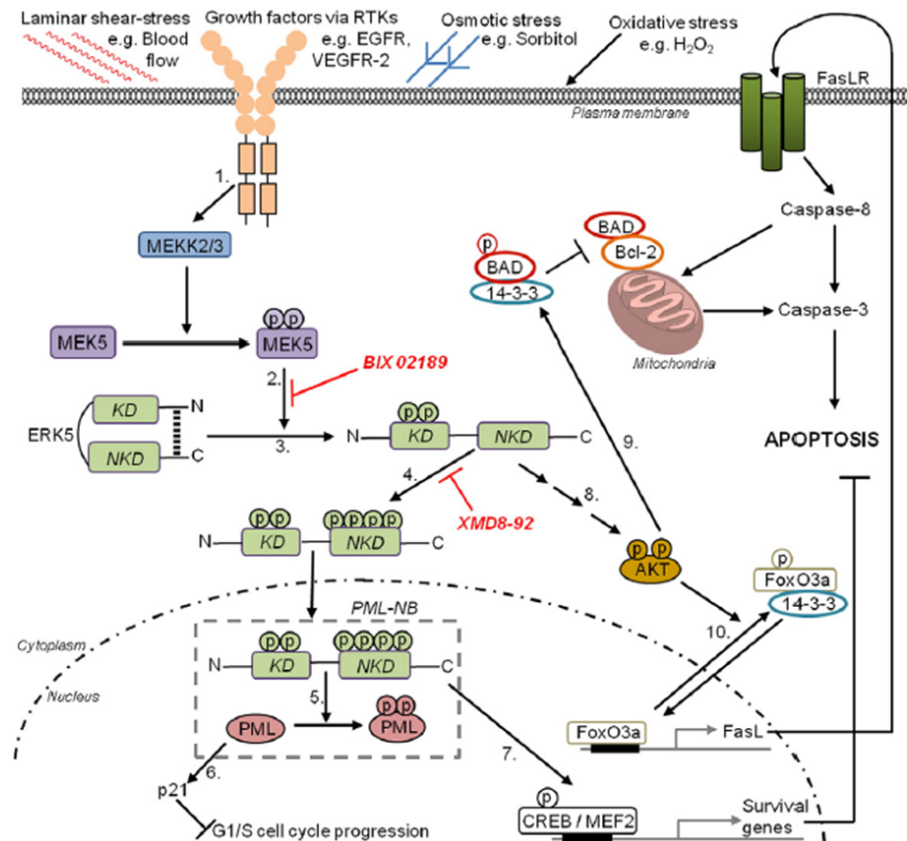 Laminar shear-stress
e.g. Blood
flow
Growth factors via RTKs
e.g. EGFR,
VEGFR-2
Osmotic stress
e.g. Sorbitol
Oxidative stress
e.g. H₂O₂
FasLR
Plasma membrane
1.
Caspase-8
MEKK2/3
p
BAD
14-3-3
BAD
Bcl-2
Caspase-3
Mitochondria
MEK5
p p
MEK5
2.
BIX 02189
ERK5
KD
N
NKD
C
3.
N
p p
KD
NKD
C
9.
APOPTOSIS
4.
XMD8-92
8.
N
p p
KD
p p p p
NKD
C
p p
AKT
p
FoxO3a
14-3-3
10.
PML-NB
Cytoplasm
Nucleus
N
p p
KD
p p p p
NKD
C
5.
PML
p p
PML
FoxO3a
FasL
6.
7.
p21
G1/S cell cycle progression
p
CREB / MEF2
Survival
genes